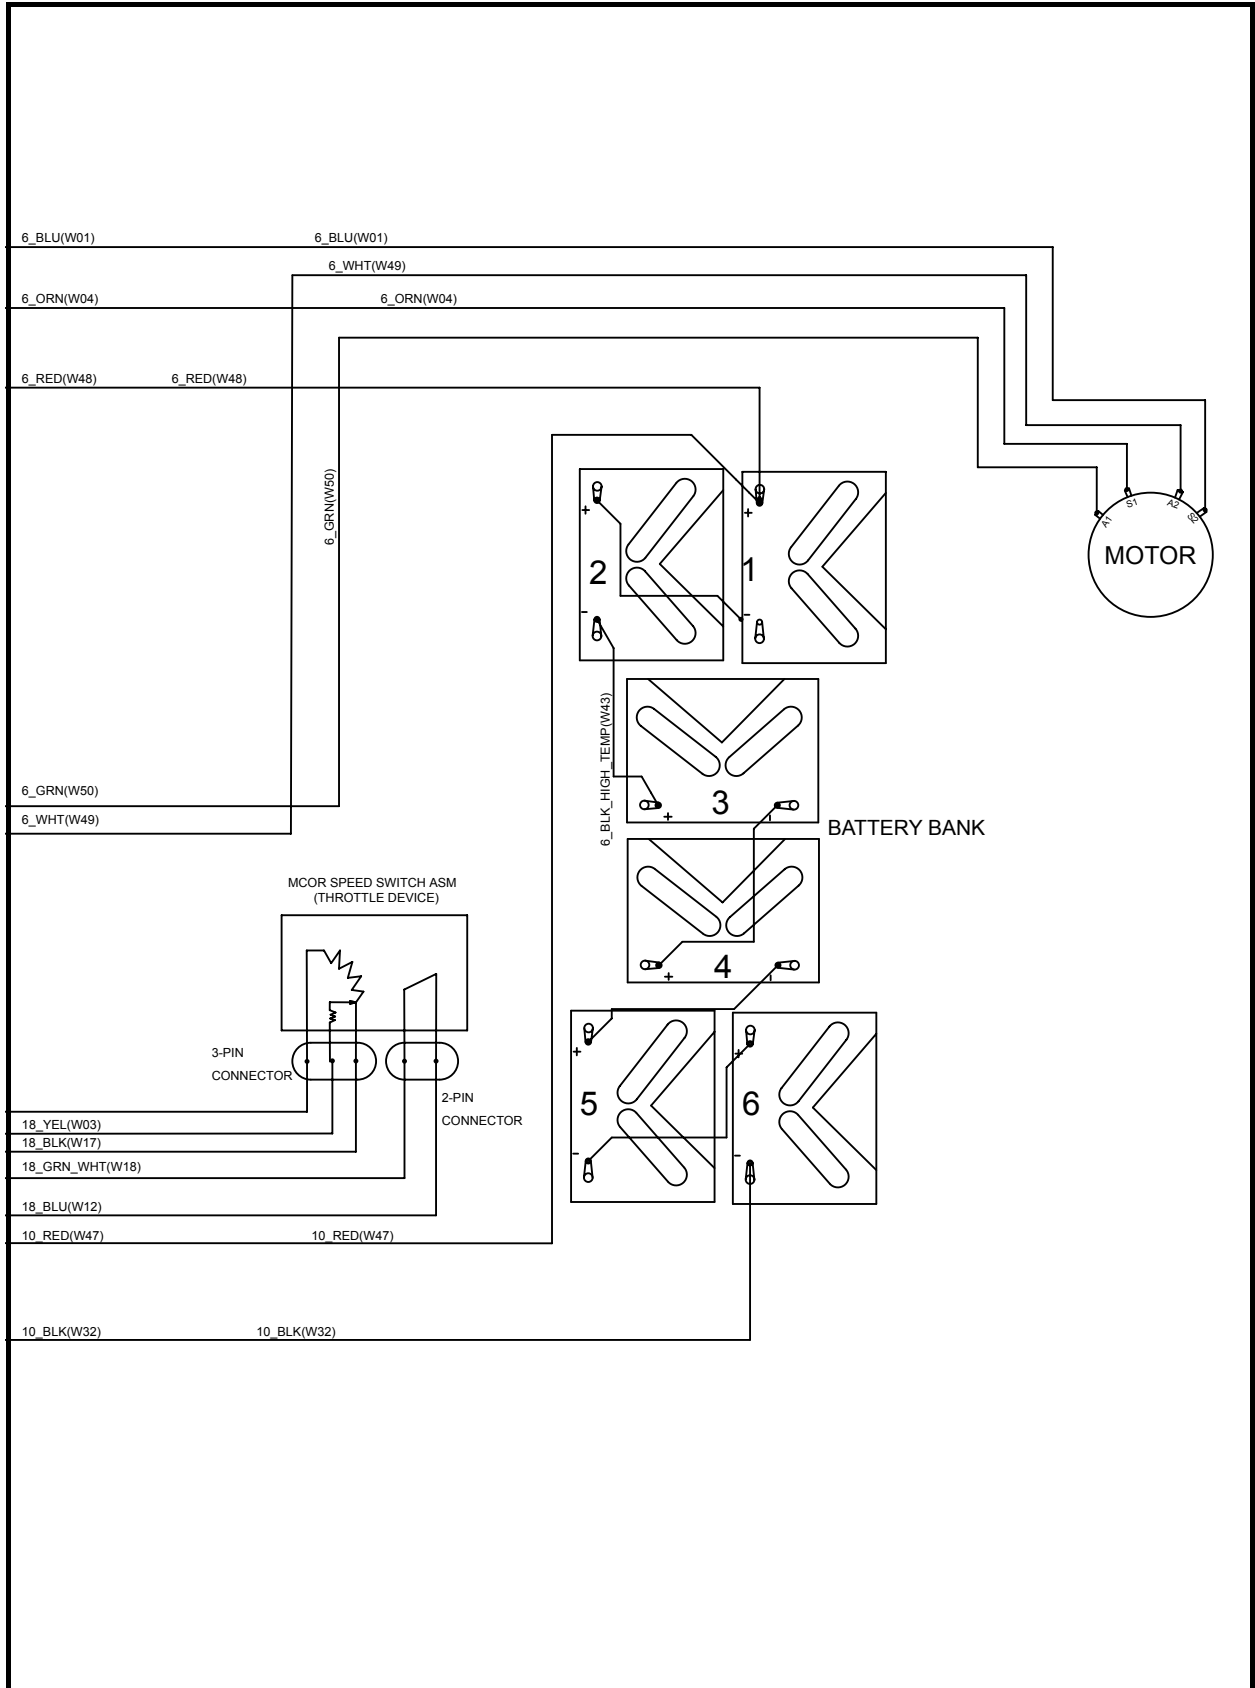 6_BLU(W01) 6_BLU(W01)
6_WHT(W49)
6_ORN(W04) 6_ORN(W04)
6_RED(W48) 6_RED(W48)
6_GRN(W50)
A1 S1 A2 S2
MOTOR
+ +
2 1
- -
6_BLK_HIGH_TEMP(W43)
3
+ -
BATTERY BANK
4
+ -
6_GRN(W50)
6_WHT(W49)
MCOR SPEED SWITCH ASM
(THROTTLE DEVICE)
3-PIN
CONNECTOR
2-PIN
CONNECTOR
+ +
5 6
- -
18_YEL(W03)
18_BLK(W17)
18_GRN_WHT(W18)
18_BLU(W12)
10_RED(W47) 10_RED(W47)
10_BLK(W32) 10_BLK(W32)